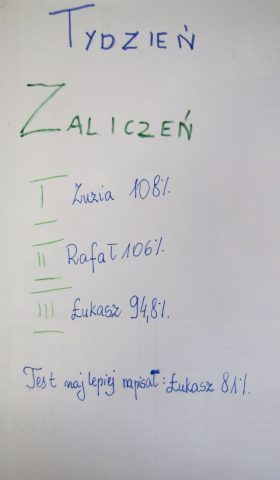 TYDZIEŃ
ZALICZEŃ
I Zuzia 108%.
II Rafał 106%.
III Łukasz 94,8%.
Test najlepiej napisał: Łukasz 81%.